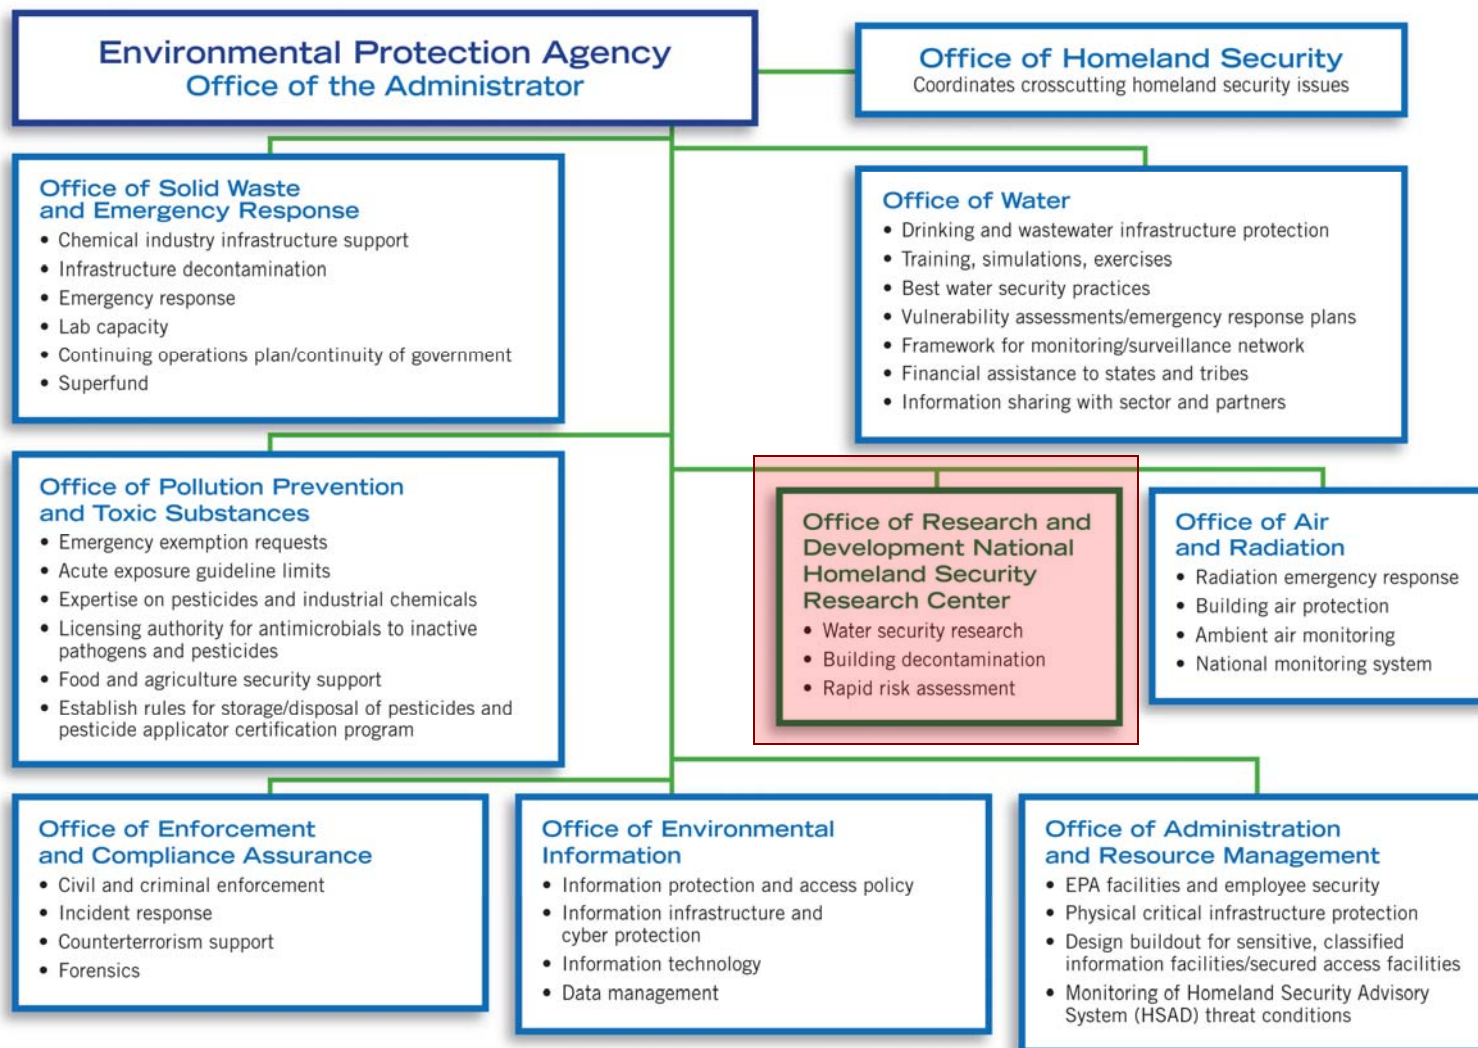 Environmental Protection Agency
Office of the Administrator
Office of Homeland Security
Coordinates crosscutting homeland security issues
Office of Solid Waste
and Emergency Response
• Chemical industry infrastructure support
• Infrastructure decontamination
• Emergency response
• Lab capacity
• Continuing operations plan/continuity of government
• Superfund
Office of Water
• Drinking and wastewater infrastructure protection
• Training, simulations, exercises
• Best water security practices
• Vulnerability assessments/emergency response plans
• Framework for monitoring/surveillance network
• Financial assistance to states and tribes
• Information sharing with sector and partners
Office of Pollution Prevention
and Toxic Substances
• Emergency exemption requests
• Acute exposure guideline limits
• Expertise on pesticides and industrial chemicals
• Licensing authority for antimicrobials to inactive
pathogens and pesticides
• Food and agriculture security support
• Establish rules for storage/disposal of pesticides and
pesticide applicator certification program
Office of Research and
Development National
Homeland Security
Research Center
• Water security research
• Building decontamination
• Rapid risk assessment
Office of Air
and Radiation
• Radiation emergency response
• Building air protection
• Ambient air monitoring
• National monitoring system
Office of Enforcement
and Compliance Assurance
• Civil and criminal enforcement
• Incident response
• Counterterrorism support
• Forensics
Office of Environmental
Information
• Information protection and access policy
• Information infrastructure and
cyber protection
• Information technology
• Data management
Office of Administration
and Resource Management
• EPA facilities and employee security
• Physical critical infrastructure protection
• Design buildout for sensitive, classified
information facilities/secured access facilities
• Monitoring of Homeland Security Advisory
System (HSAD) threat conditions